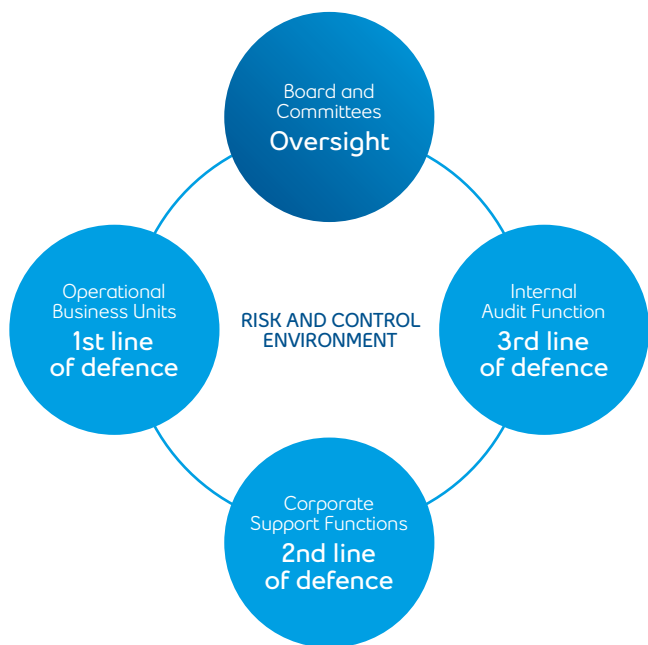 Board and
Committees
Oversight
Operational
Business Units
1st line
of defence
RISK AND CONTROL
ENVIRONMENT
Internal
Audit Function
3rd line
of defence
Corporate
Support Functions
2nd line
of defence